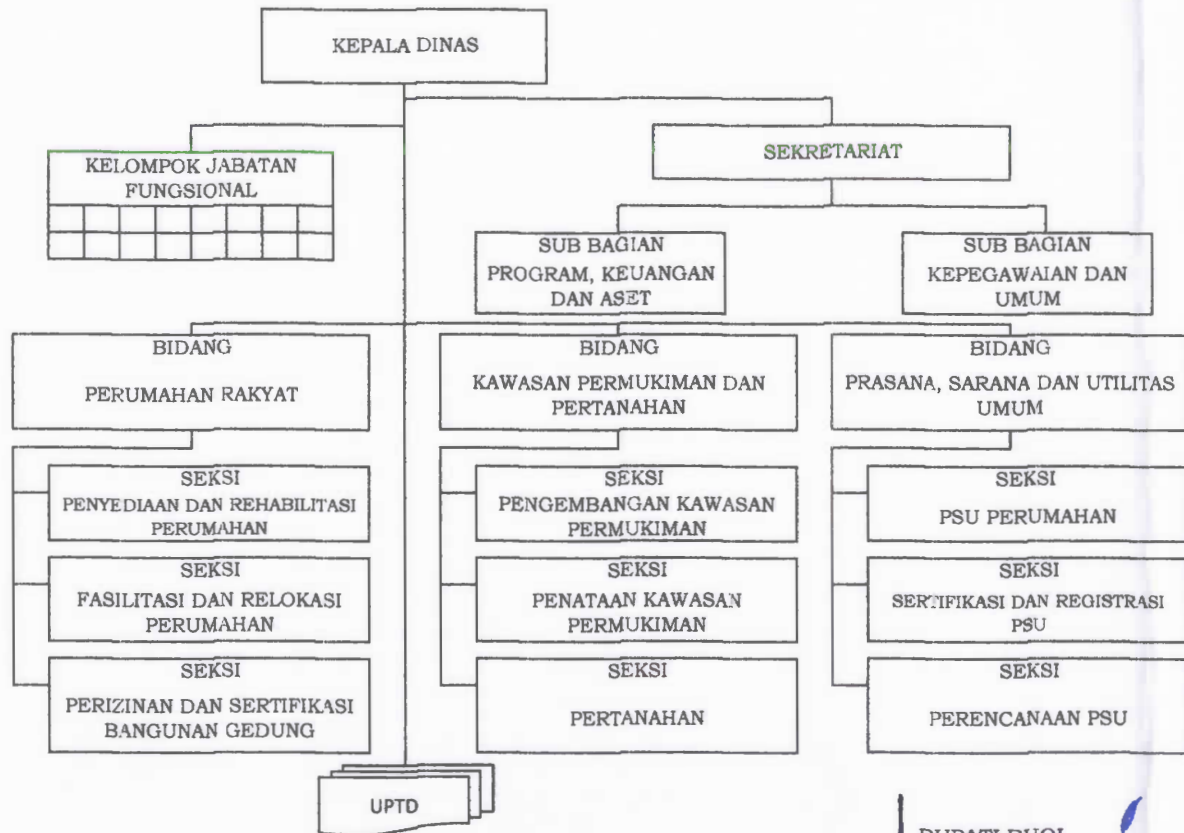 KEPALA DINAS
SEKRETARIAT
KELOMPOK JABATAN
FUNGSIONAL
SUB BAGIAN
PROGRAM, KEUANGAN
DAN ASET
SUB BAGIAN
KEPEGAWAIAN DAN
UMUM
BIDANG
PERUMAHAN RAKYAT
BIDANG
KAWASAN PERMUKIMAN DAN
PERTANAHAN
BIDANG
PRASANA, SARANA DAN UTILITAS
UMUM
SEKSI
PENYEDIAAN DAN REHABILITASI
PERUMAHAN
SEKSI
FASILITASI DAN RELOKASI
PERUMAHAN
SEKSI
PERIZINAN DAN SERTIFIKASI
BANGUNAN GEDUNG
SEKSI
PENGEMBANGAN KAWASAN
PERMUKIMAN
SEKSI
PENATAAN KAWASAN
PERMUKIMAN
SEKSI
PERTANAHAN
SEKSI
PSU PERUMAHAN
SEKSI
SERTIFIKASI DAN REGISTRASI
PSU
SEKSI
PERENCANAAN PSU
UPTD